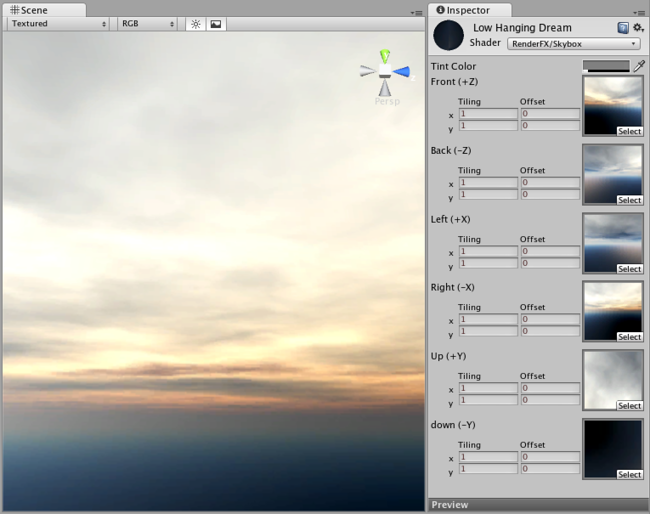 Scene
Textured
RGB
Persp
Inspector
Low Hanging Dream
Shader
RenderFX/Skybox
Tint Color
Front (+Z)
Tiling Offset
x 1 0
y 1 0
Select
Back (-Z)
Tiling Offset
x 1 0
y 1 0
Select
Left (+X)
Tiling Offset
x 1 0
y 1 0
Select
Right (-X)
Tiling Offset
x 1 0
y 1 0
Select
Up (+Y)
Tiling Offset
x 1 0
y 1 0
Select
down (-Y)
Tiling Offset
x 1 0
y 1 0
Select
Preview